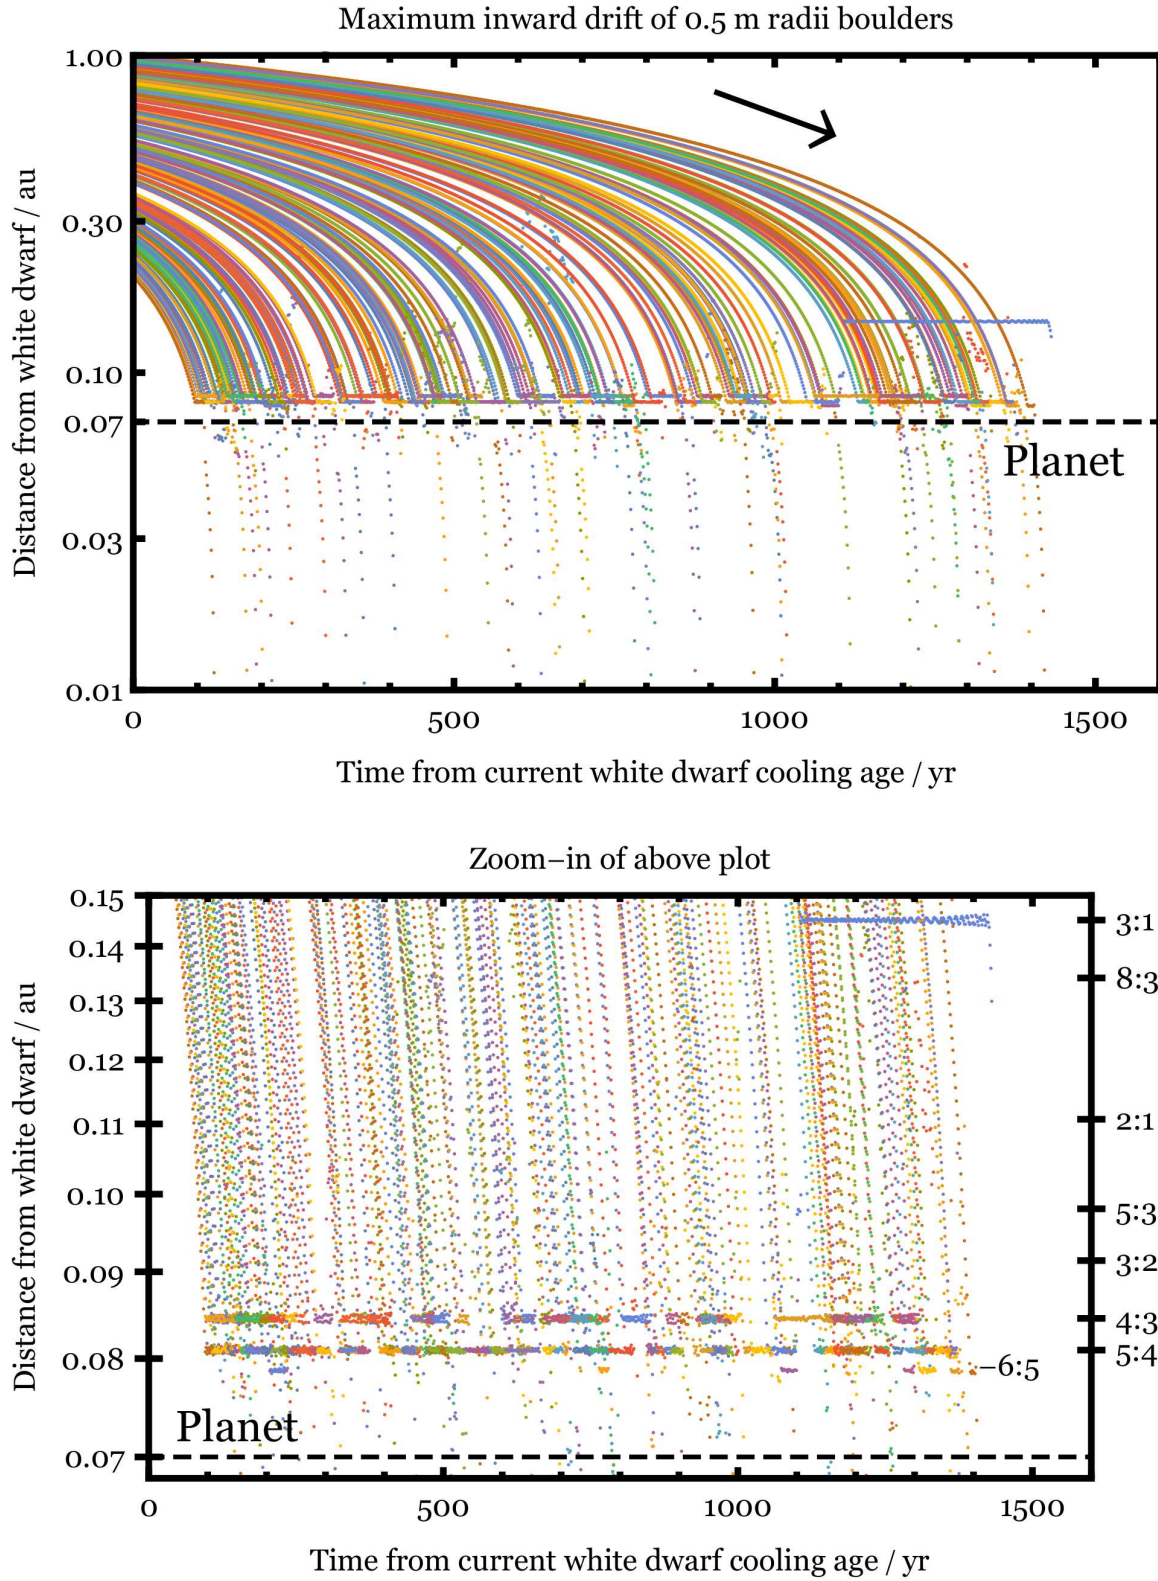 Maximum inward drift of 0.5 m radii boulders
Distance from white dwarf / au
1.00
0.30
0.10
0.07
0.03
0.01
Planet
0 500 1000 1500
Time from current white dwarf cooling age / yr
Zoom–in of above plot
Distance from white dwarf / au
0.15
0.14
0.13
0.12
0.11
0.10
0.09
0.08
0.07
3:1
8:3
2:1
5:3
3:2
4:3
5:4
–6:5
Planet
0 500 1000 1500
Time from current white dwarf cooling age / yr